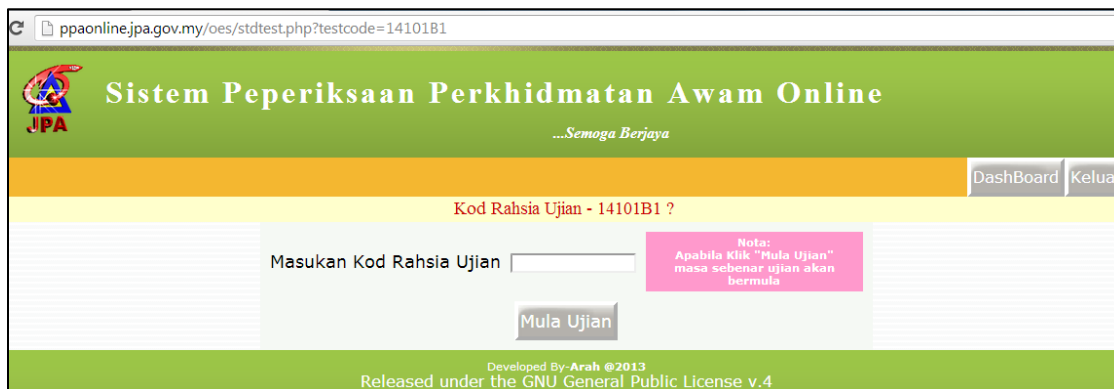 ppaonline.jpa.gov.my/oes/stdtest.php?testcode=14101B1
JPA
Sistem Peperiksaan Perkhidmatan Awam Online
...Semoga Berjaya
DashBoard Kelua
Kod Rahsia Ujian - 14101B1 ?
Masukan Kod Rahsia Ujian
Nota:
Apabila Klik "Mula Ujian"
masa sebenar ujian akan
bermula
Mula Ujian
Developed By-Arah @2013
Released under the GNU General Public License v.4